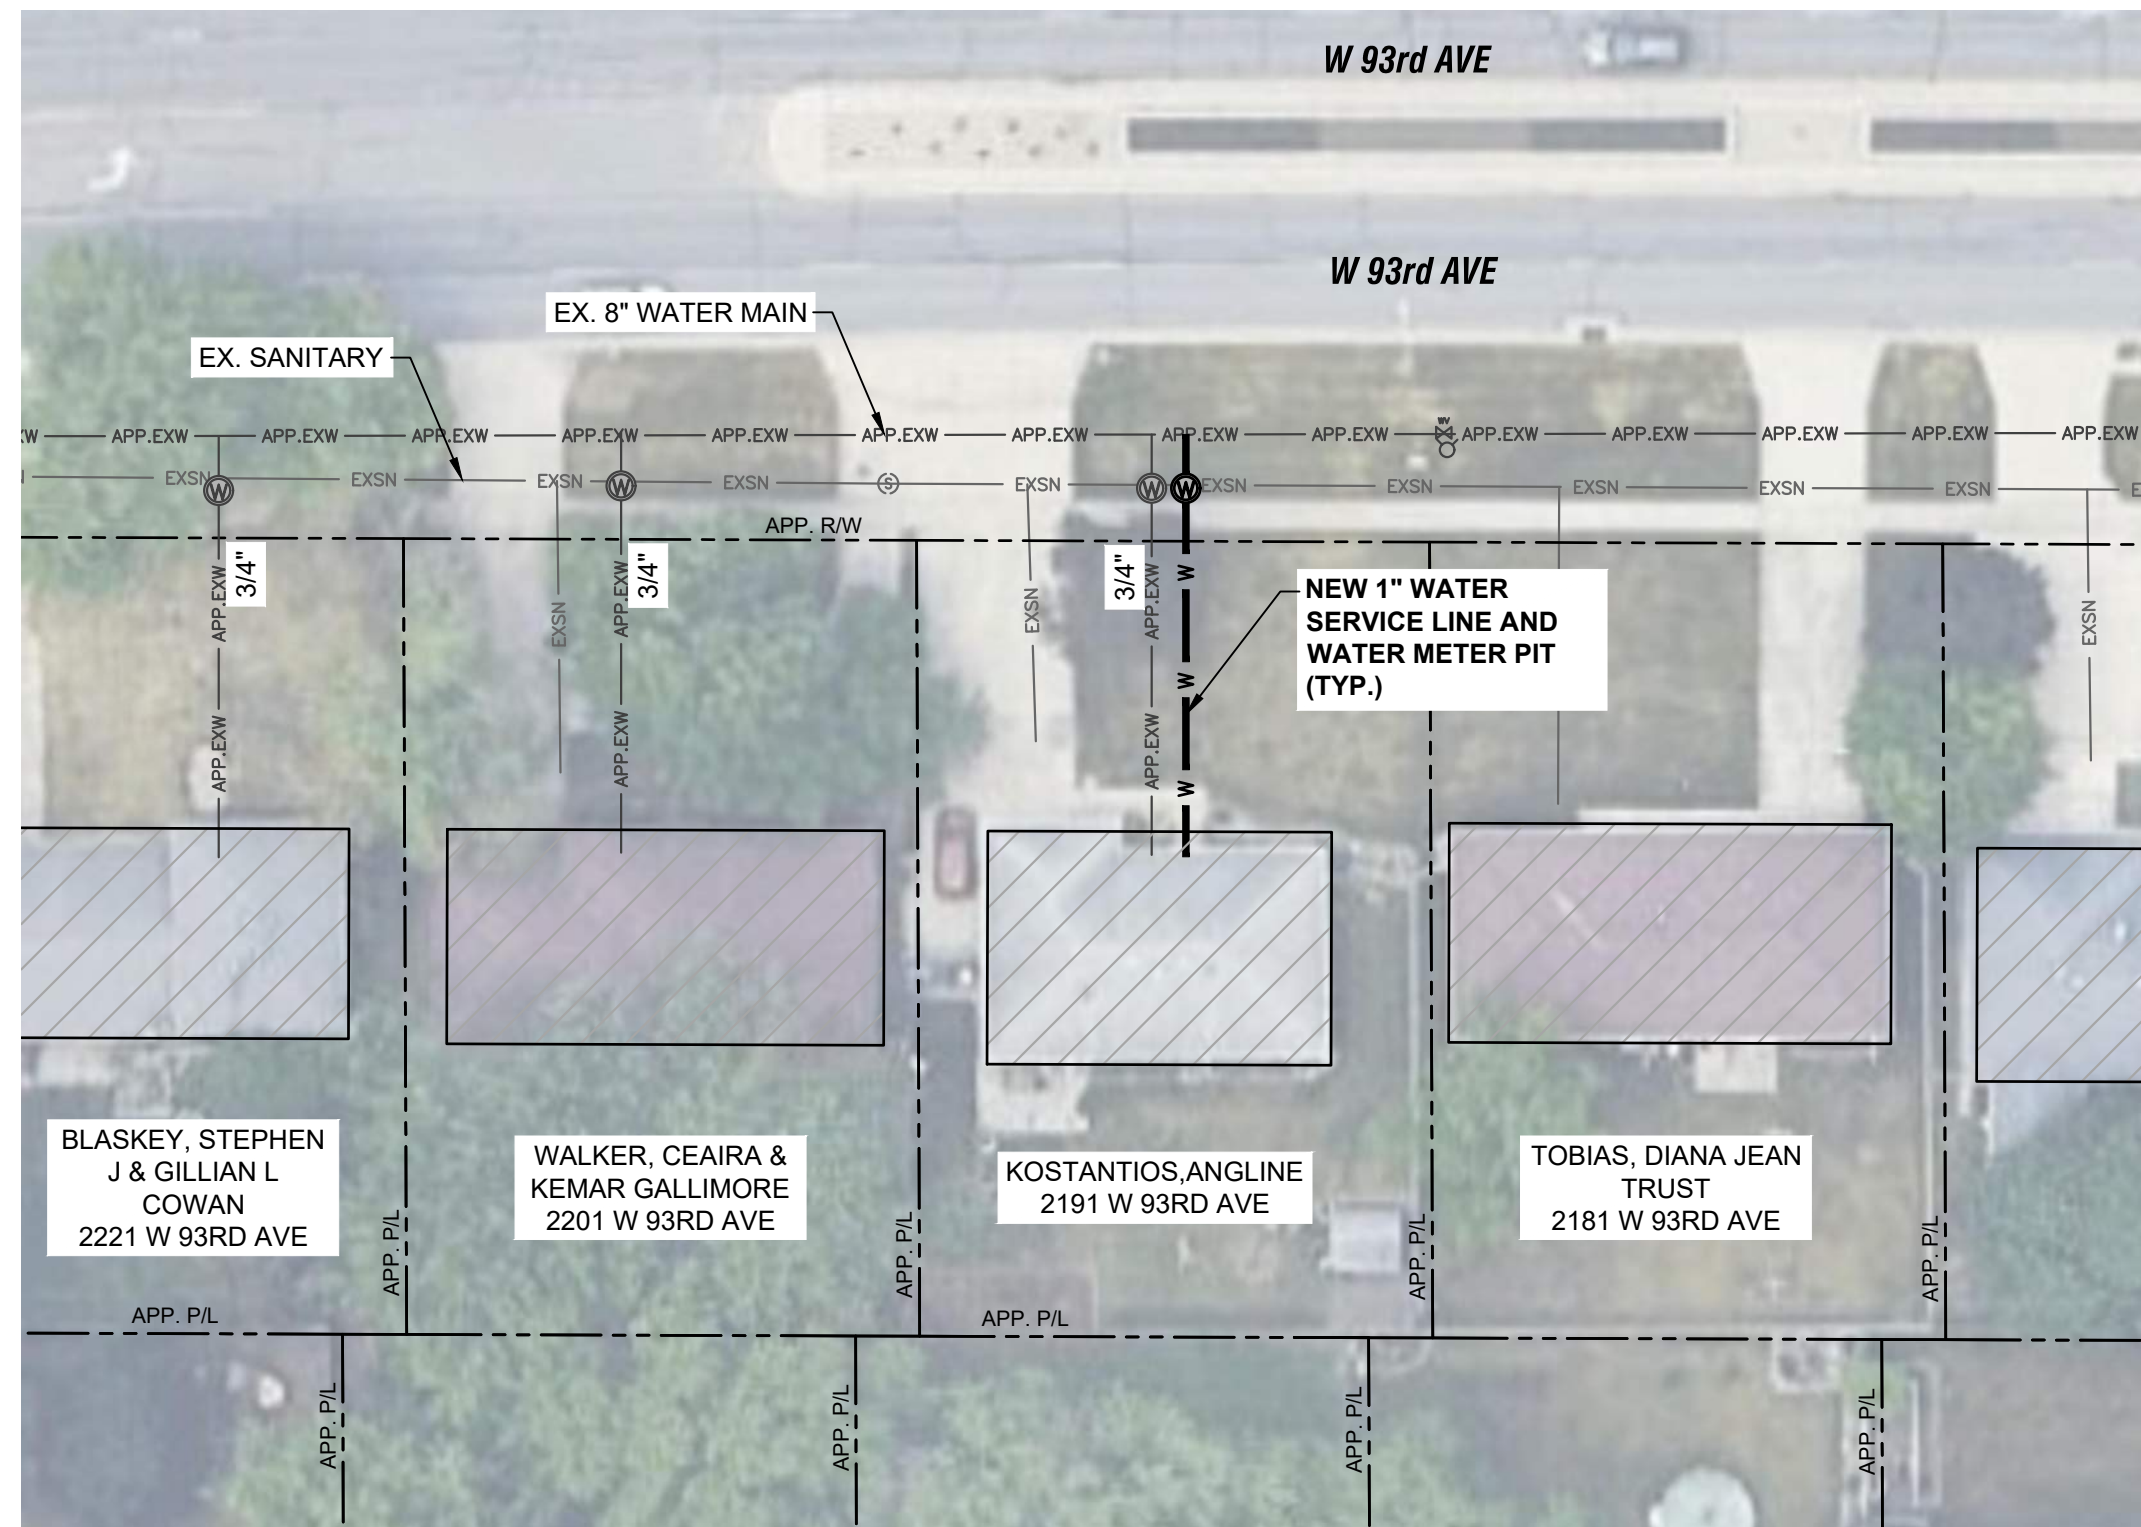 W 93rd AVE
W 93rd AVE
EX. 8" WATER MAIN
EX. SANITARY
APP.EXW APP.EXW APP.EXW APP.EXW APP.EXW APP.EXW APP.EXW APP.EXW APP.EXW APP.EXW APP.EXW APP.EXW APP.EXW APP.EXW
WV
EXSN EXSN EXSN EXSN EXSN EXSN EXSN EXSN EXSN EXSN
W W S W W
APP. R/W
3/4"
3/4"
3/4"
APP.EXW
APP.EXW
APP.EXW
APP.EXW
APP.EXW
APP.EXW
EXSN
EXSN
EXSN
W
W
W
NEW 1" WATER
SERVICE LINE AND
WATER METER PIT
(TYP.)
BLASKEY, STEPHEN
J & GILLIAN L
COWAN
2221 W 93RD AVE
WALKER, CEAIRA &
KEMAR GALLIMORE
2201 W 93RD AVE
KOSTANTIOS,ANGLINE
2191 W 93RD AVE
TOBIAS, DIANA JEAN
TRUST
2181 W 93RD AVE
APP. P/L
APP. P/L
APP. P/L
APP. P/L
APP. P/L
APP. P/L
APP. P/L
APP. P/L
APP. P/L
APP. P/L